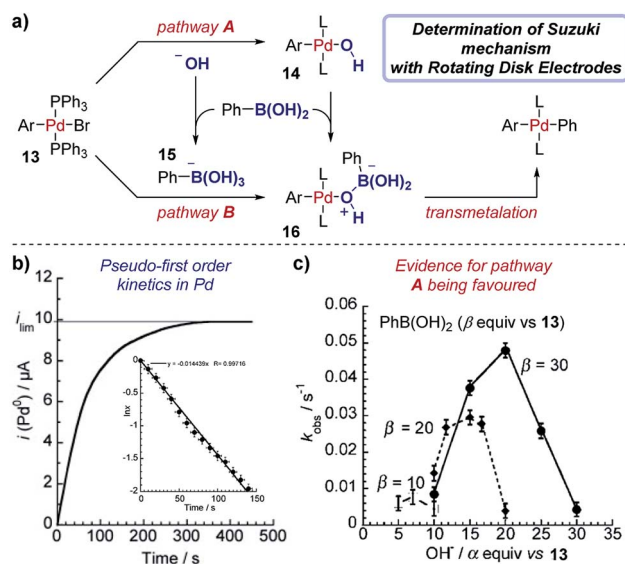 a)
pathway A
⁻OH
Ar-Pd-O
L
L
H
14
Determination of Suzuki
mechanism
with Rotating Disk Electrodes
PPh₃
Ar-Pd-Br
PPh₃
13
Ph-B(OH)₂
15
Ph-B(OH)₃
⁻
pathway B
Ph
⁻
B(OH)₂
L
Ar-Pd-O
L
+
H
16
transmetalation
L
Ar-Pd-Ph
L
b)
Pseudo-first order
kinetics in Pd
i (Pd⁰) / μA
i lim
12
10
8
6
4
2
0
0 100 200 300 400 500
Time / s
y = -0.014439x R= 0.99716
lnx
0
-0.5
-1
-1.5
-2
0 50 100 150
Time / s
c)
Evidence for pathway
A being favoured
PhB(OH)₂ (β equiv vs 13)
k obs / s⁻¹
0.06
0.05
0.04
0.03
0.02
0.01
0
β = 30
β = 20
β = 10
0 5 10 15 20 25 30 35
OH⁻ / α equiv vs 13